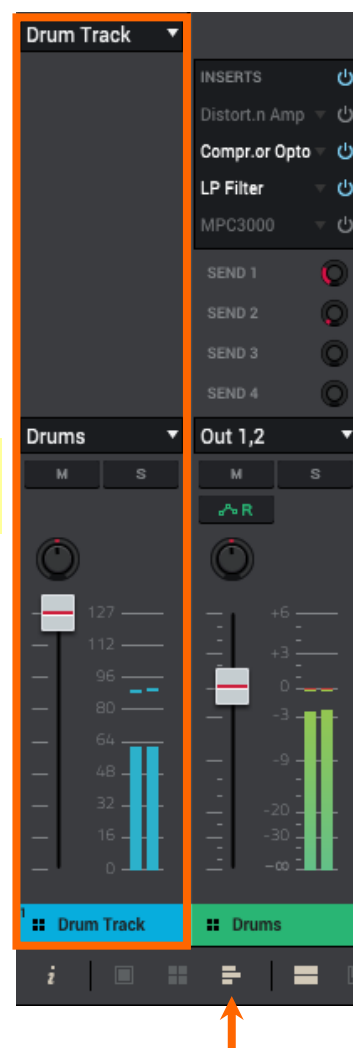 Drum Track
INSERTS
Distort.n Amp
Compr.or Opto
LP Filter
MPC3000
SEND 1
SEND 2
SEND 3
SEND 4
Drums
Out 1,2
M S
M S
R
127
112
96
80
64
48
32
16
0
+6
+3
0
-3
-9
-20
-30
-∞
1
Drum Track
Drums
i